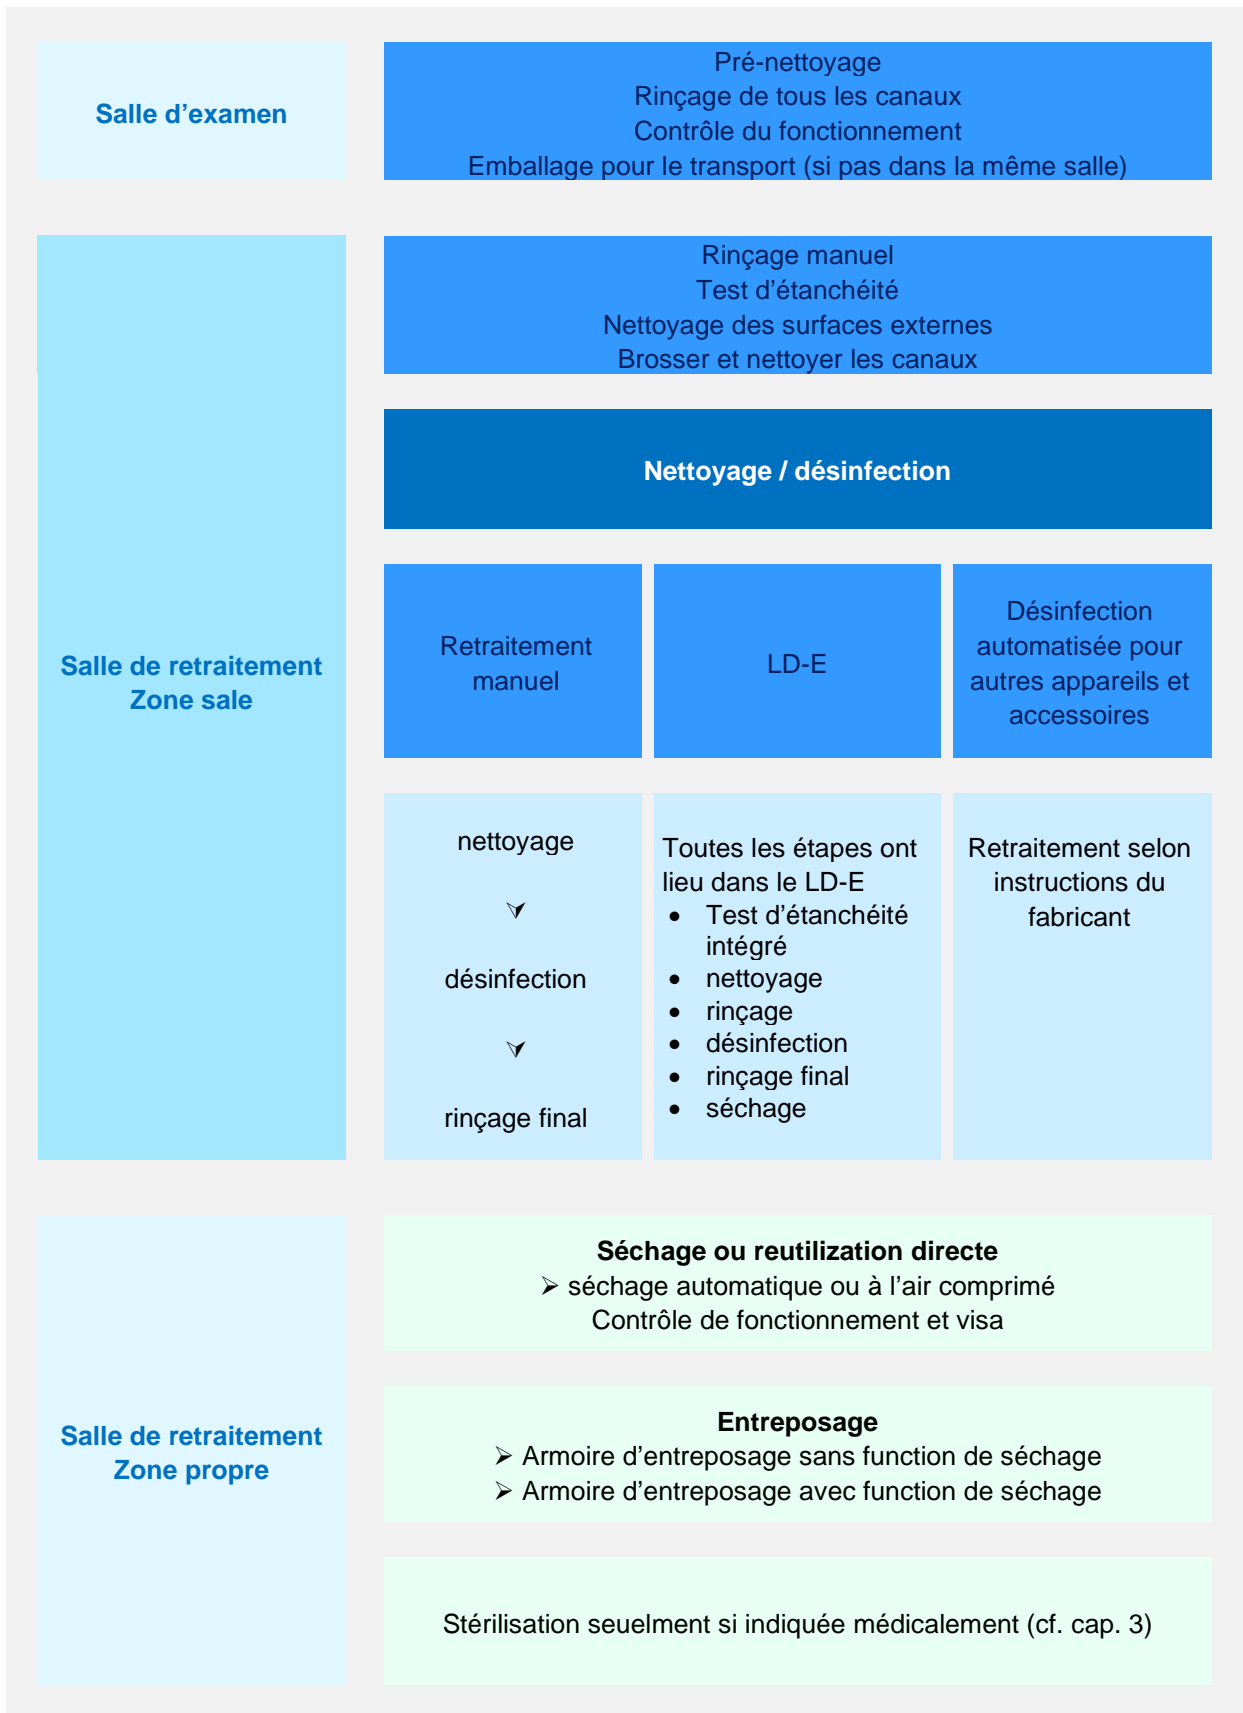 Salle d’examen
Pré-nettoyage
Rinçage de tous les canaux
Contrôle du fonctionnement
Emballage pour le transport (si pas dans la même salle)
Salle de retraitement
Zone sale
Rinçage manuel
Test d’étanchéité
Nettoyage des surfaces externes
Brosser et nettoyer les canaux
Nettoyage / désinfection
Retraitement
manuel
LD-E
Désinfection
automatisée pour
autres appareils et
accessoires
nettoyage
⮟
désinfection
⮟
rinçage final
Toutes les étapes ont
lieu dans le LD-E
• Test d’étanchéité
intégré
• nettoyage
• rinçage
• désinfection
• rinçage final
• séchage
Retraitement selon
instructions du
fabricant
Salle de retraitement
Zone propre
Séchage ou reutilization directe
➢ séchage automatique ou à l’air comprimé
Contrôle de fonctionnement et visa
Entreposage
➢ Armoire d’entreposage sans function de séchage
➢ Armoire d’entreposage avec function de séchage
Stérilisation seuelment si indiquée médicalement (cf. cap. 3)